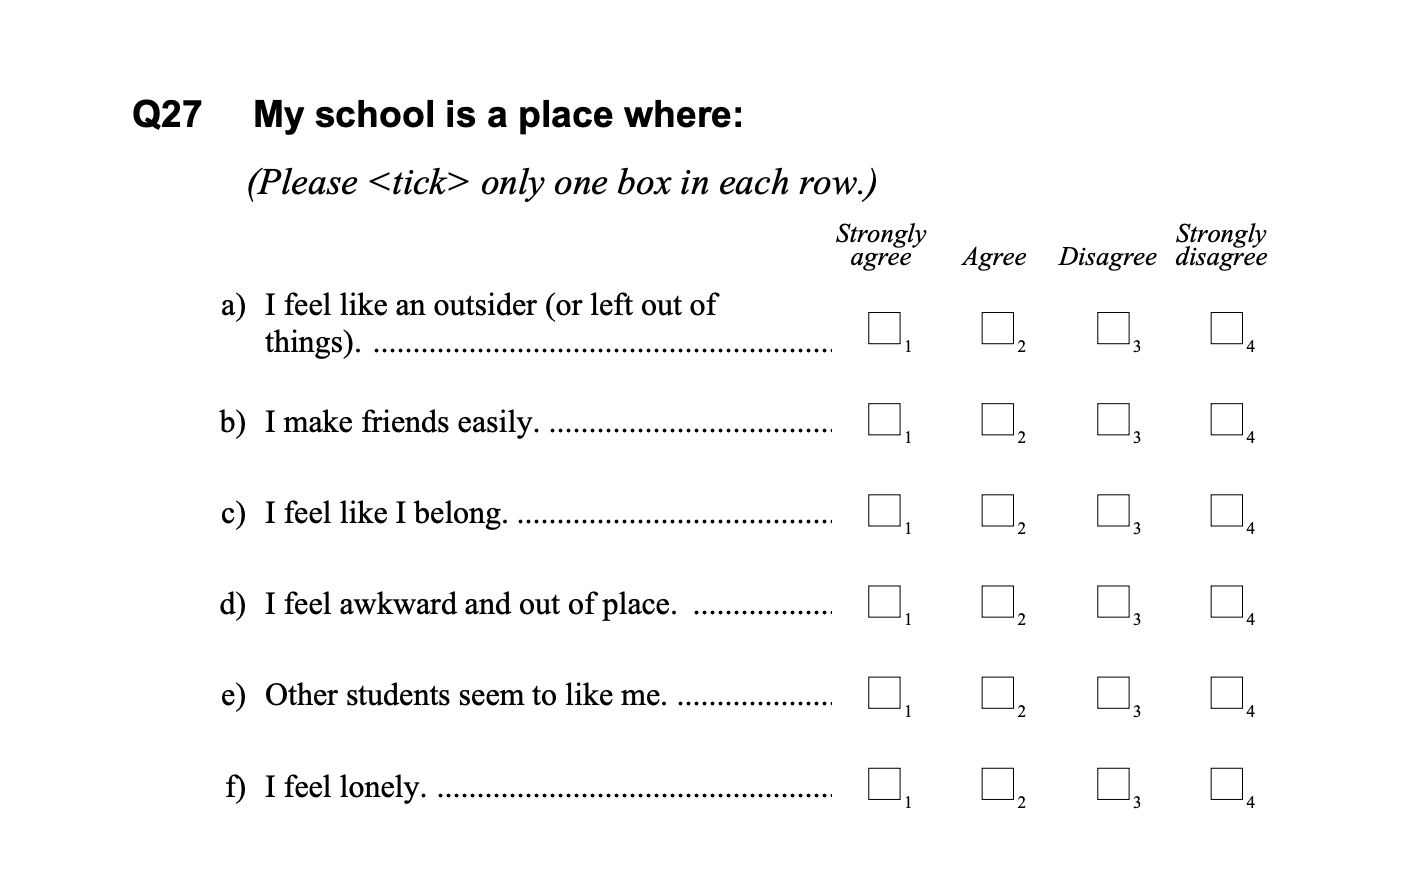 Q27 My school is a place where:
(Please <tick> only one box in each row.)
Strongly agree Agree Disagree Strongly disagree
a) I feel like an outsider (or left out of
things). ......................................................... 1 2 3 4
b) I make friends easily. ................................... 1 2 3 4
c) I feel like I belong. ....................................... 1 2 3 4
d) I feel awkward and out of place. ................. 1 2 3 4
e) Other students seem to like me. ................... 1 2 3 4
f) I feel lonely. ................................................. 1 2 3 4